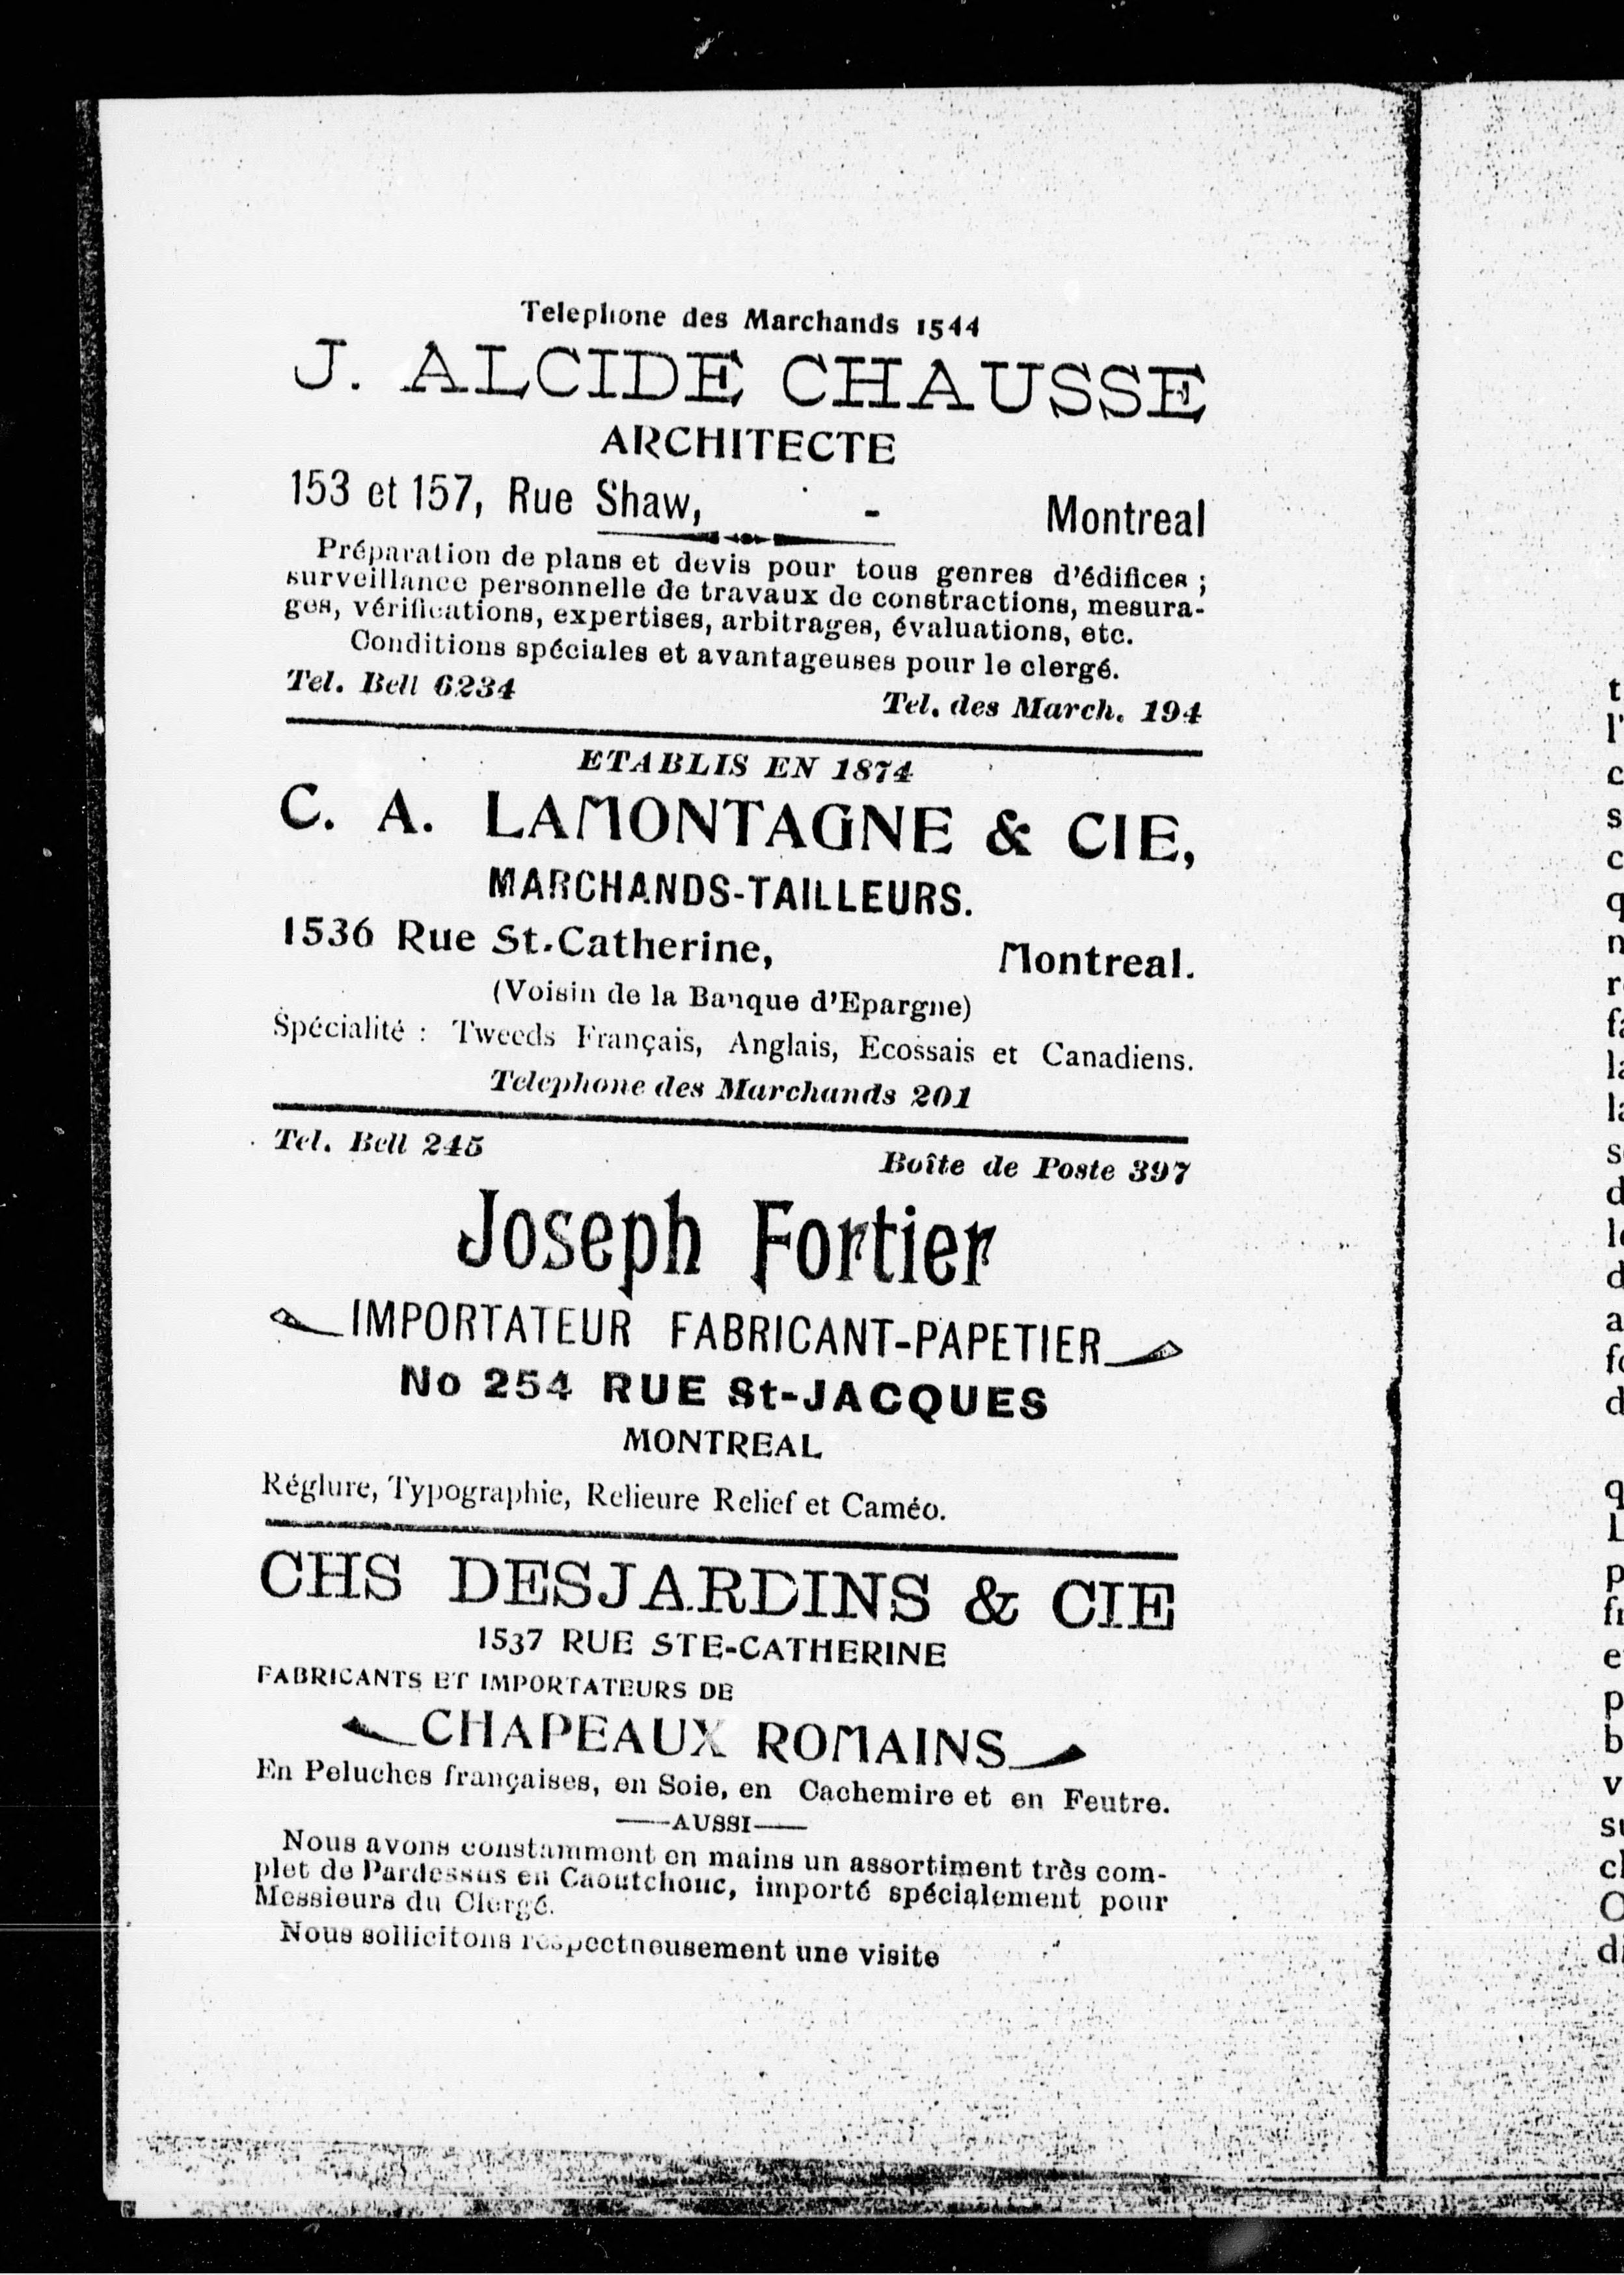 Telephone des Marchands 1544
J. ALCIDE CHAUSSE
ARCHITECTE
153 et 157, Rue Shaw, - Montreal
Préparation de plans et devis pour tous genres d'édifices ;
surveillance personnelle de travaux de constractions, mesura-
ges, vérifications, expertises, arbitrages, évaluations, etc.
Conditions spéciales et avantageuses pour le clergé.
Tel. Bell 6234 Tel. des March. 194
ETABLIS EN 1874
C. A. LAMONTAGNE & CIE,
MARCHANDS-TAILLEURS.
1536 Rue St.Catherine, Montreal.
(Voisin de la Banque d'Epargne)
Spécialité : Tweeds Français, Anglais, Ecossais et Canadiens.
Telephone des Marchands 201
Tel. Bell 245 Boîte de Poste 397
Joseph Fortier
IMPORTATEUR FABRICANT-PAPETIER
No 254 RUE St-JACQUES
MONTREAL
Réglure, Typographie, Relieure Relief et Caméo.
CHS DESJARDINS & CIE
1537 RUE STE-CATHERINE
FABRICANTS ET IMPORTATEURS DE
CHAPEAUX ROMAINS
En Peluches françaises, en Soie, en Cachemire et en Feutre.
—AUSSI—
Nous avons constamment en mains un assortiment très com-
plet de Pardessus en Caoutchouc, importé spécialement pour
Messieurs du Clergé.
Nous sollicitons respectneusement une visite